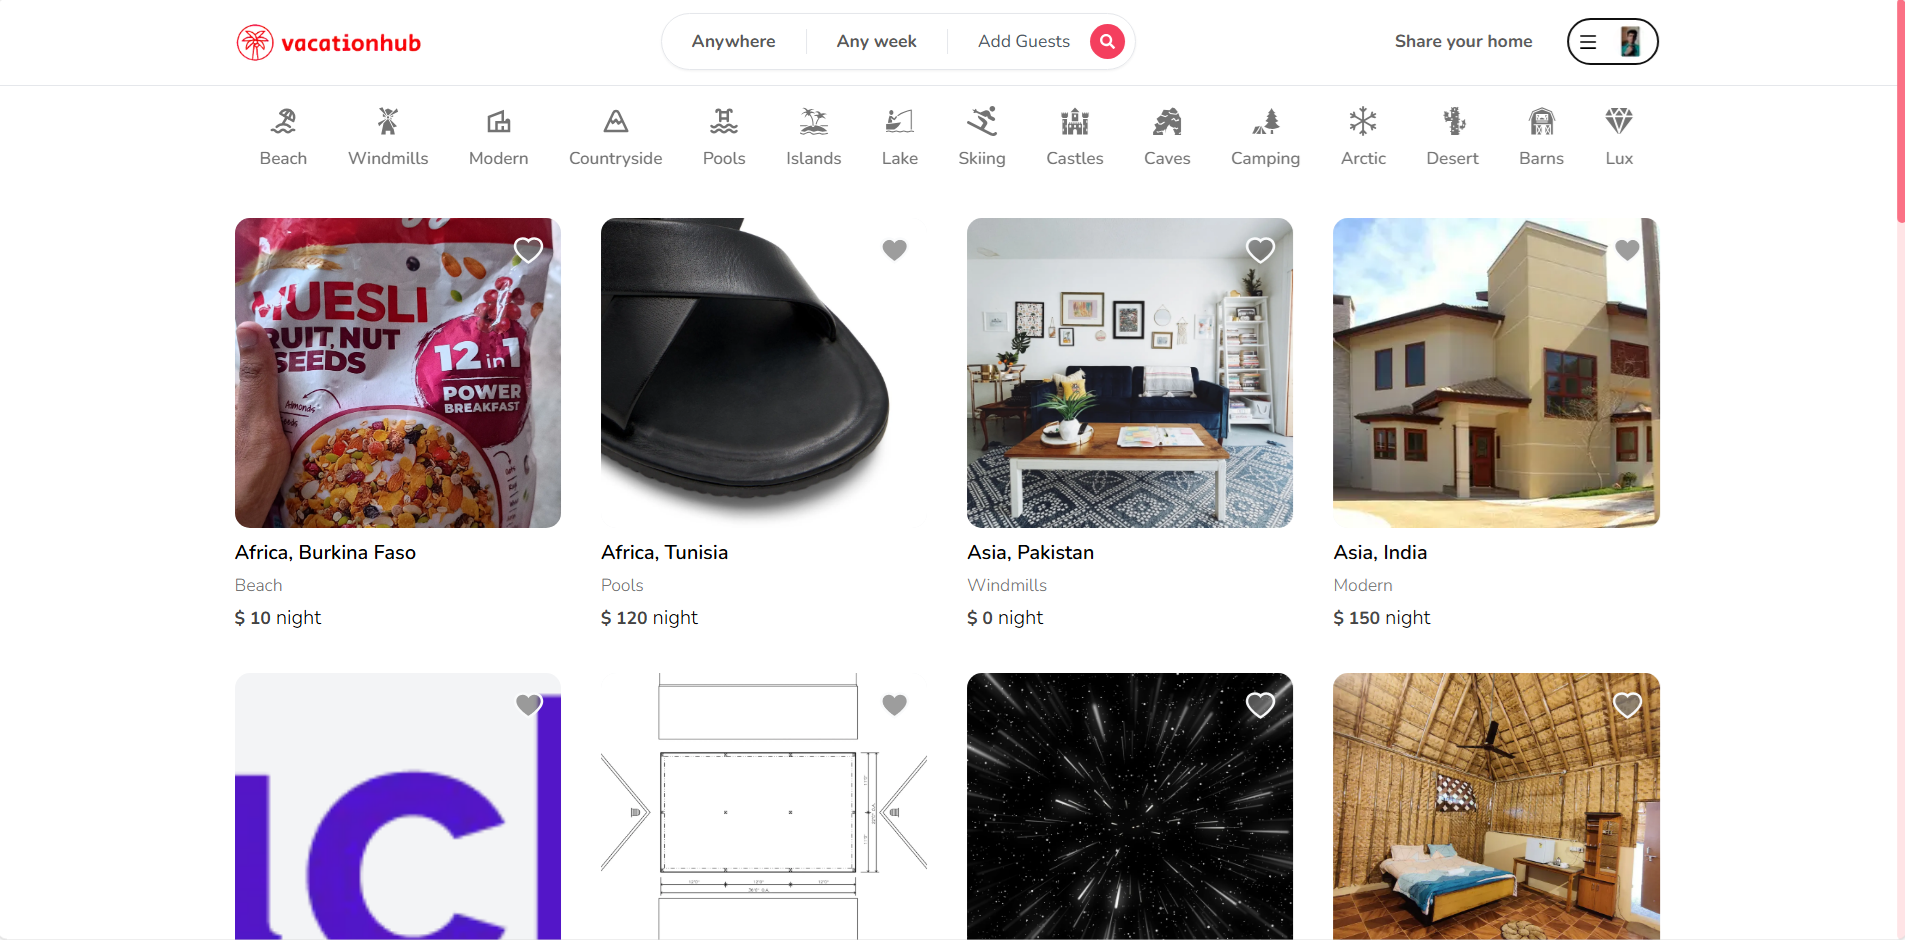 vacationhub
Anywhere
Any week
Add Guests
Share your home
Beach
Windmills
Modern
Countryside
Pools
Islands
Lake
Skiing
Castles
Caves
Camping
Arctic
Desert
Barns
Lux
MUESLI
FRUIT, NUT
SEEDS
12 in 1
POWER
BREAKFAST
Almonds
Africa, Burkina Faso
Beach
$ 10 night
Africa, Tunisia
Pools
$ 120 night
Asia, Pakistan
Windmills
$ 0 night
Asia, India
Modern
$ 150 night